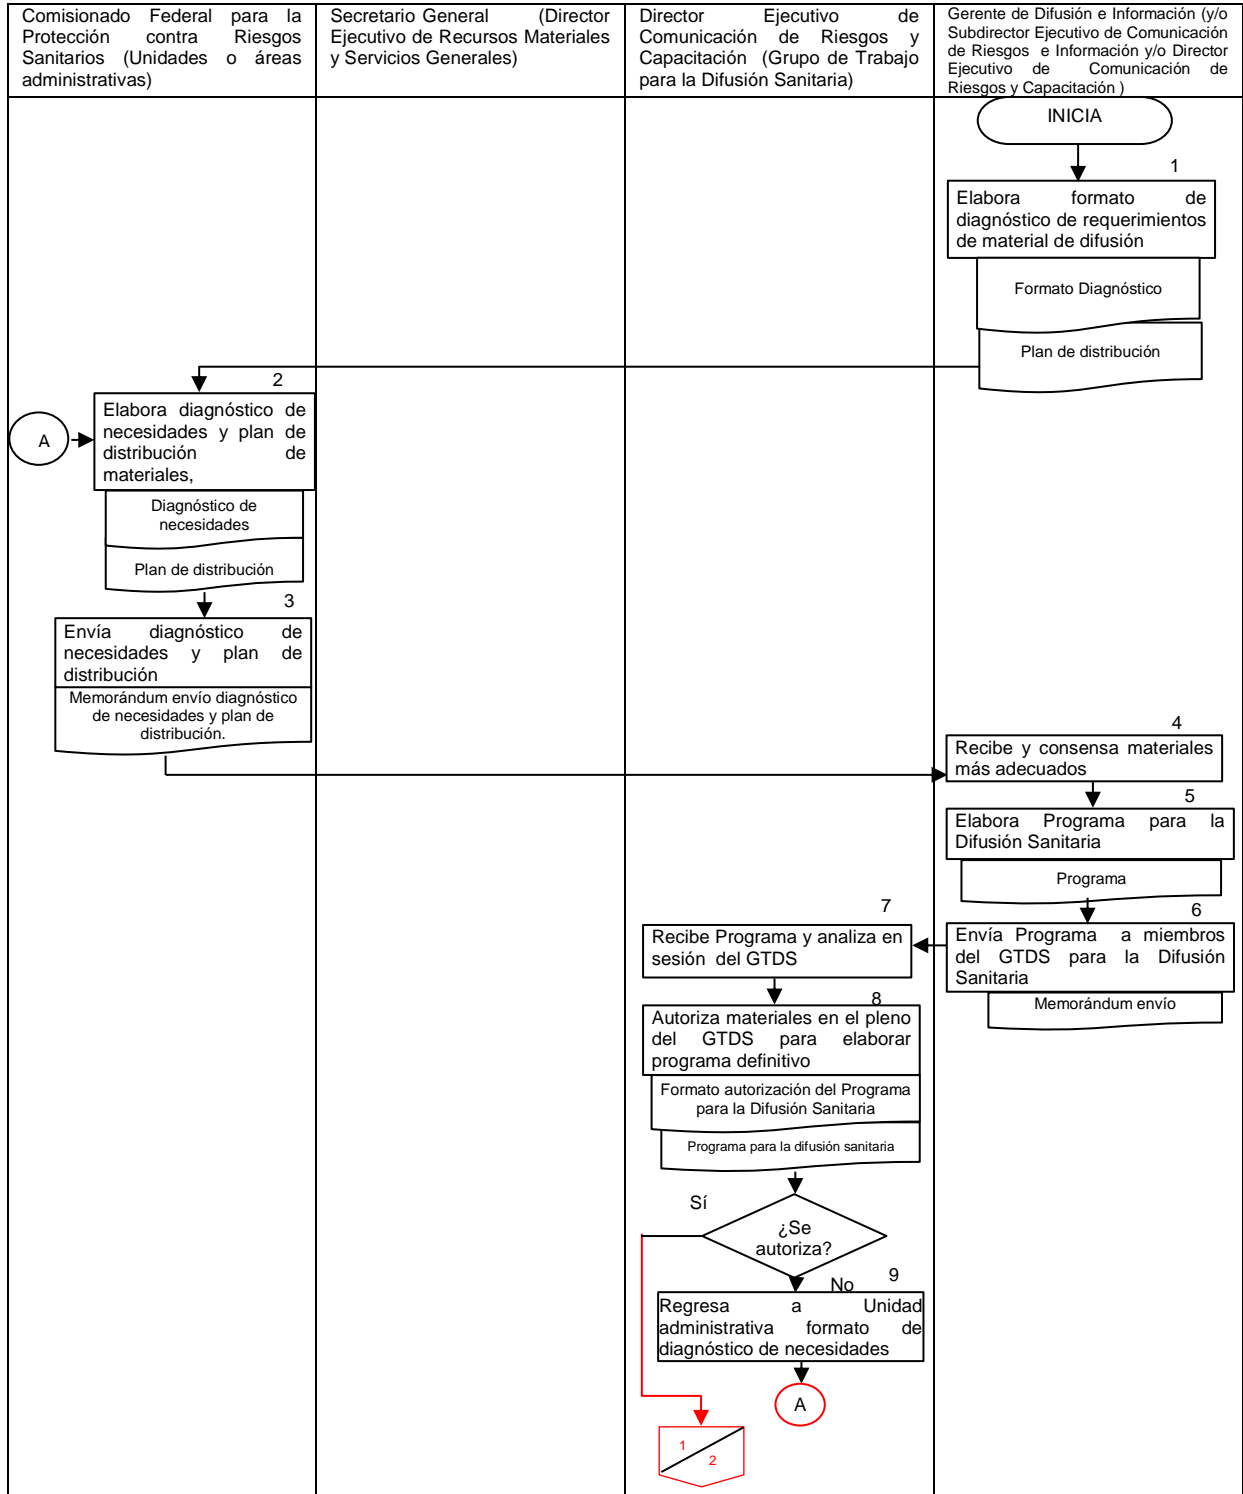 Comisionado Federal para la
Protección contra Riesgos
Sanitarios (Unidades o áreas
administrativas)
Secretario General (Director
Ejecutivo de Recursos Materiales
y Servicios Generales)
Director Ejecutivo de
Comunicación de Riesgos y
Capacitación (Grupo de Trabajo
para la Difusión Sanitaria)
Gerente de Difusión e Información (y/o
Subdirector Ejecutivo de Comunicación
de Riesgos e Información y/o Director
Ejecutivo de Comunicación de
Riesgos y Capacitación )
INICIA
1
Elabora formato de
diagnóstico de requerimientos
de material de difusión
Formato Diagnóstico
Plan de distribución
2
A
Elabora diagnóstico de
necesidades y plan de
distribución de
materiales,
Diagnóstico de
necesidades
Plan de distribución
3
Envía diagnóstico de
necesidades y plan de
distribución
Memorándum envío diagnóstico
de necesidades y plan de
distribución.
4
Recibe y consensa materiales
más adecuados
5
Elabora Programa para la
Difusión Sanitaria
Programa
6
Envía Programa a miembros
del GTDS para la Difusión
Sanitaria
Memorándum envío
7
Recibe Programa y analiza en
sesión del GTDS
8
Autoriza materiales en el pleno
del GTDS para elaborar
programa definitivo
Formato autorización del Programa
para la Difusión Sanitaria
Programa para la difusión sanitaria
Sí
¿Se
autoriza?
No
9
Regresa a Unidad
administrativa formato de
diagnóstico de necesidades
A
1
2